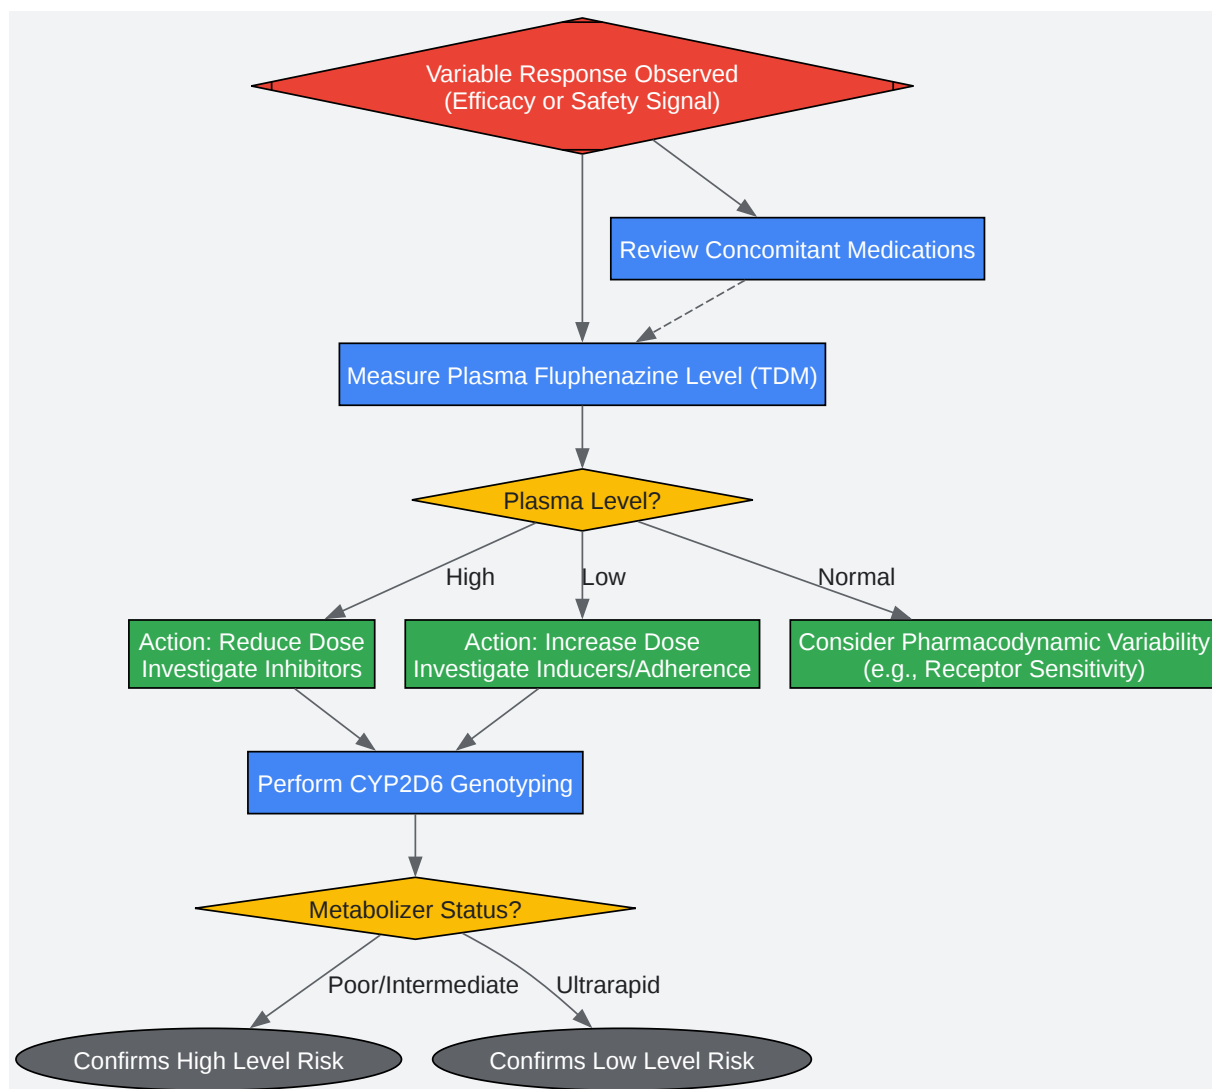 Variable Response Observed
(Efficacy or Safety Signal)
Review Concomitant Medications
Measure Plasma Fluphenazine Level (TDM)
Plasma Level?
High
Low
Normal
Action: Reduce Dose
Investigate Inhibitors
Action: Increase Dose
Investigate Inducers/Adherence
Consider Pharmacodynamic Variability
(e.g., Receptor Sensitivity)
Perform CYP2D6 Genotyping
Metabolizer Status?
Poor/Intermediate
Ultrarapid
Confirms High Level Risk
Confirms Low Level Risk